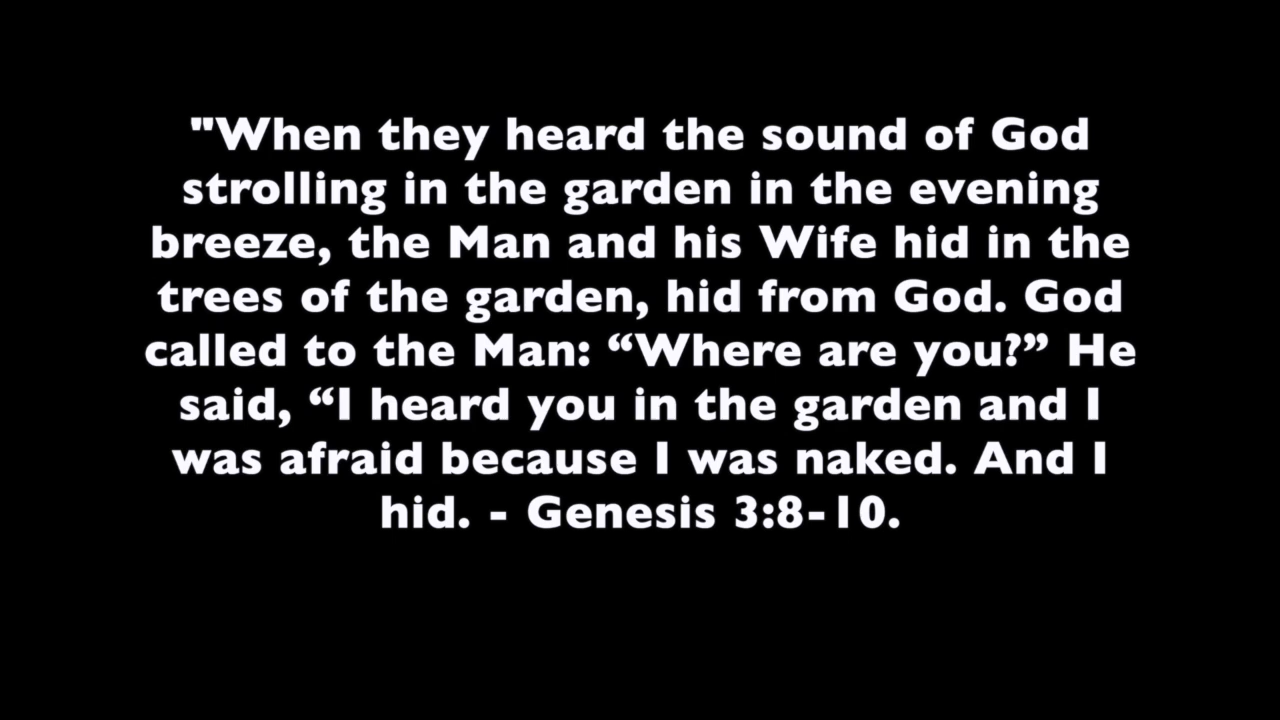 "When they heard the sound of God
strolling in the garden in the evening
breeze, the Man and his Wife hid in the
trees of the garden, hid from God. God
called to the Man: “Where are you?” He
said, “I heard you in the garden and I
was afraid because I was naked. And I
hid. - Genesis 3:8-10.